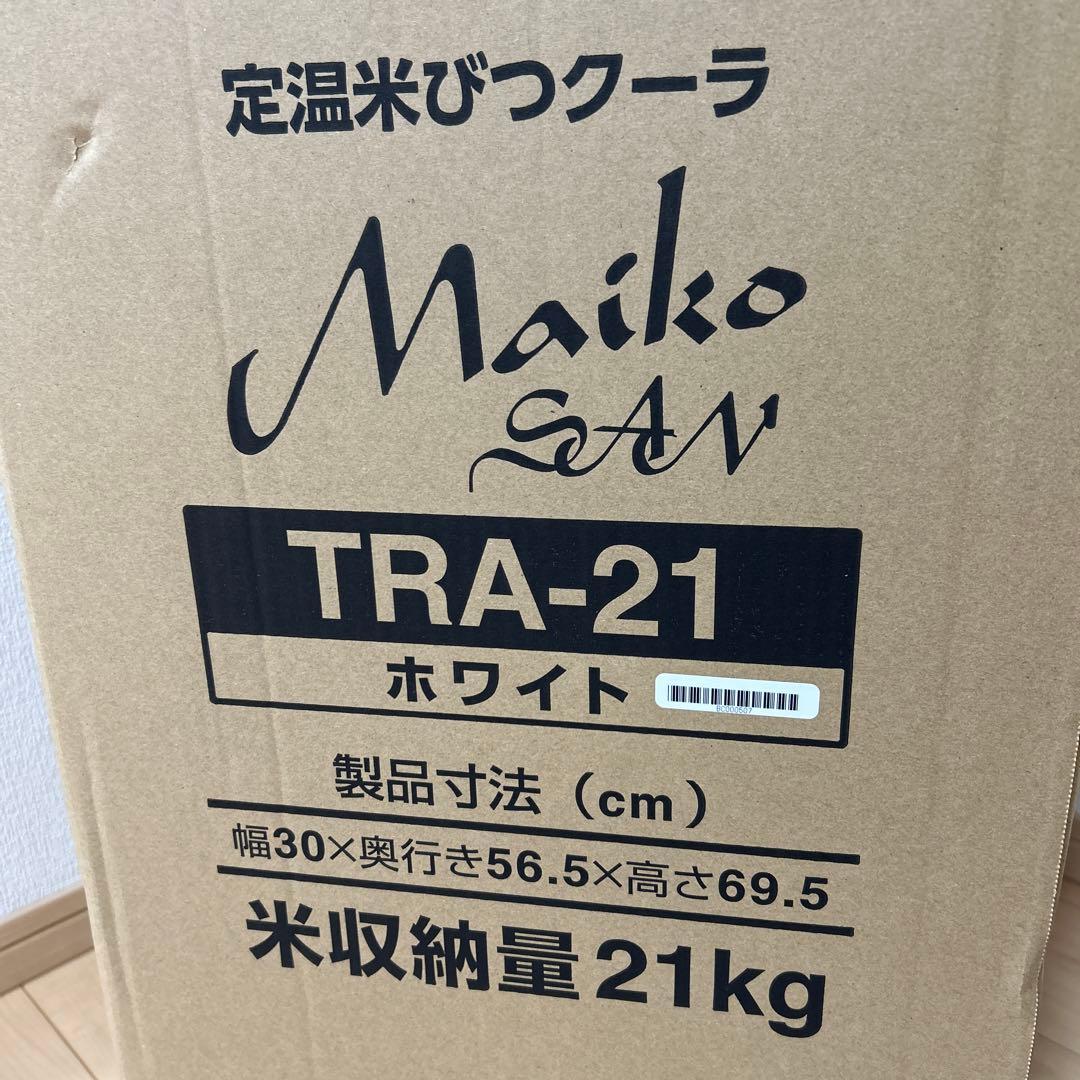 定温米びつクーラ
Maiko
SAN
TRA-21
ホワイト
BC000507
製品寸法（cm）
幅30×奥行き56.5×高さ69.5
米収納量21kg